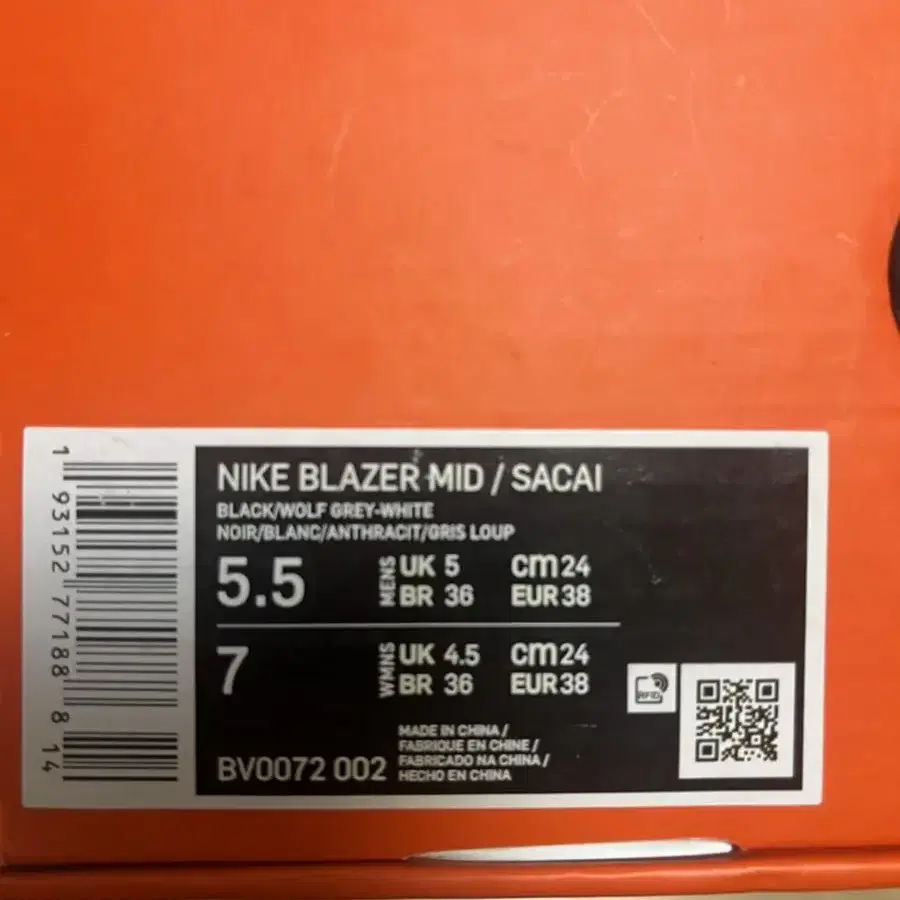 NIKE BLAZER MID / SACAI
BLACK/WOLF GREY-WHITE
NOIR/BLANC/ANTHRACIT/GRIS LOUP
5.5 MENS UK 5 cm 24
BR 36 EUR 38
7 WMNS UK 4.5 cm 24
BR 36 EUR 38
RFID
BV0072 002
MADE IN CHINA /
FABRIQUE EN CHINE /
FABRICADO NA CHINA /
HECHO EN CHINA
1 93152 77188 8 14